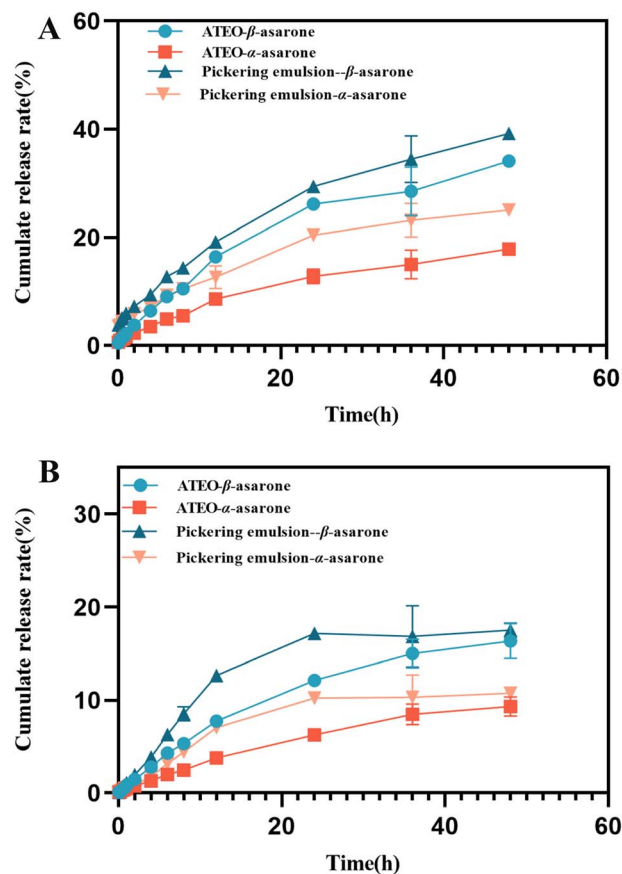 A
60
40
20
0
Cumulate release rate(%)
ATEO-β-asarone
ATEO-α-asarone
Pickering emulsion--β-asarone
Pickering emulsion-α-asarone
0 20 40 60
Time(h)
B
30
20
10
0
Cumulate release rate(%)
ATEO-β-asarone
ATEO-α-asarone
Pickering emulsion--β-asarone
Pickering emulsion-α-asarone
0 20 40 60
Time(h)